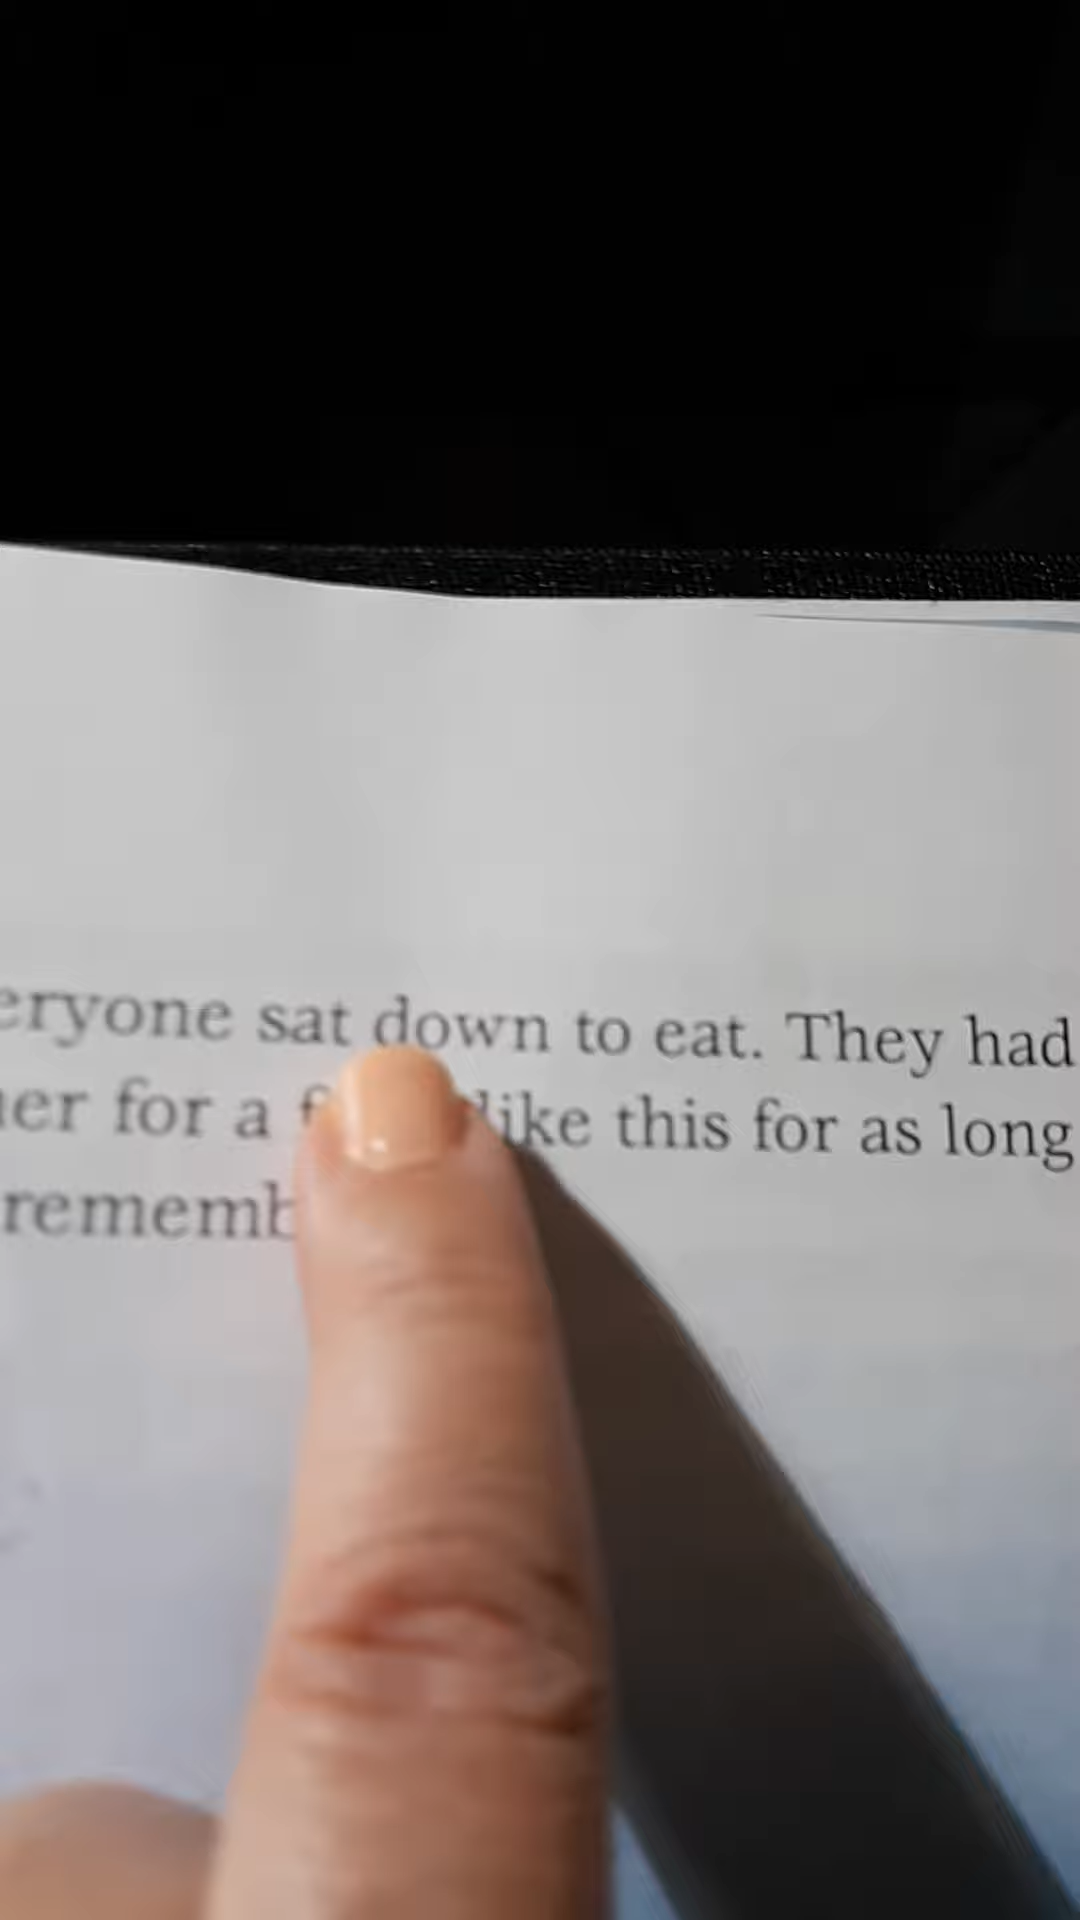 eryone sat down to eat. They had
er for a like this for as long
rememb